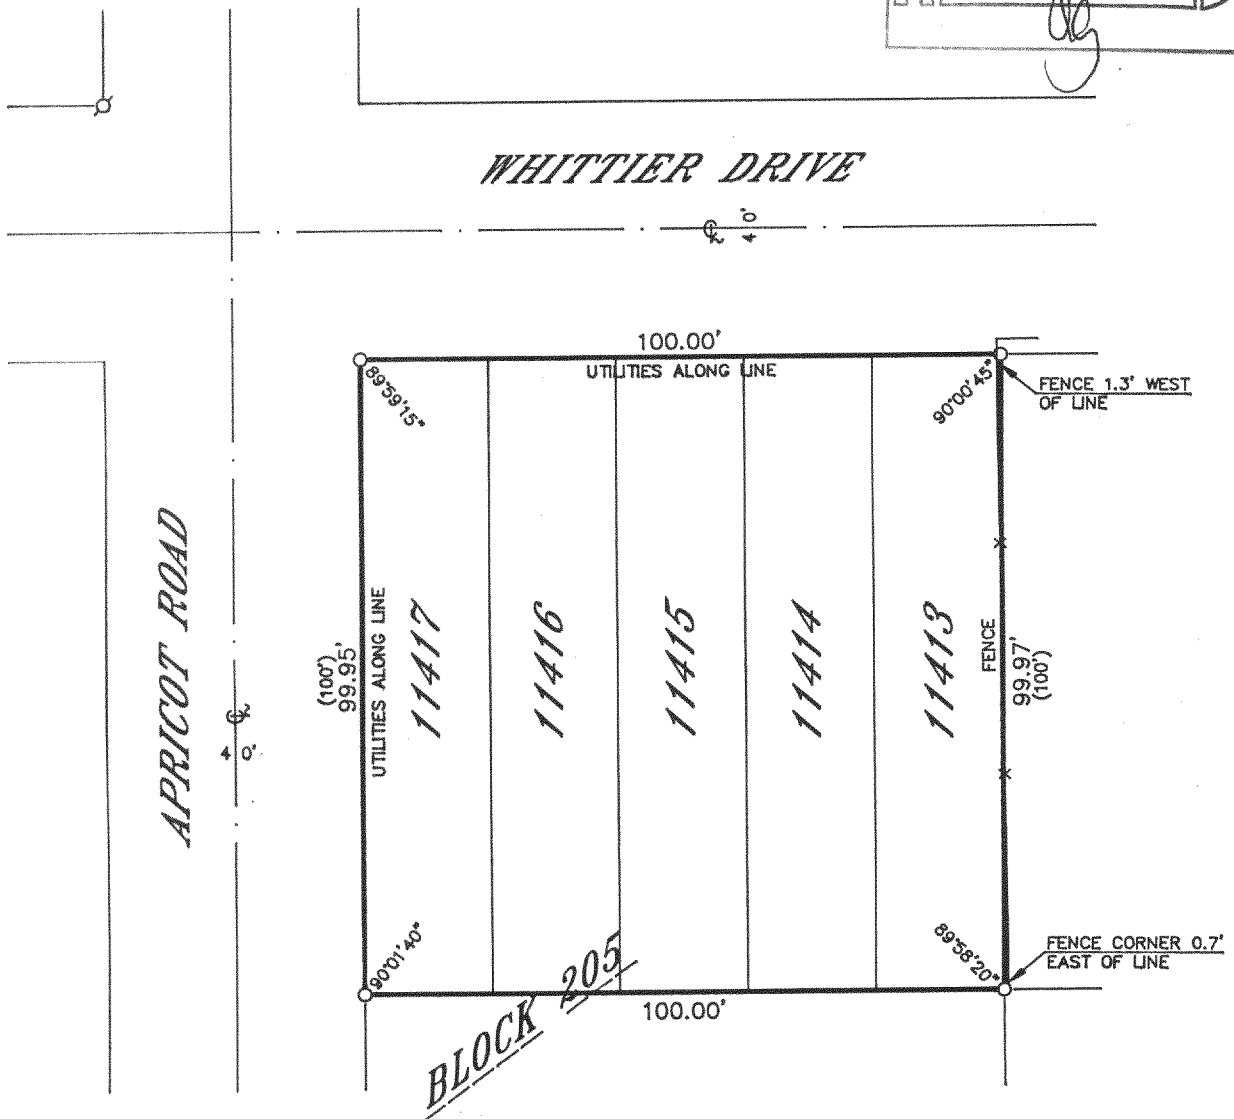 WHITTIER DRIVE
℄
40'
100.00'
UTILITIES ALONG LINE
89°59'15"
90°00'45"
FENCE 1.3' WEST
OF LINE
APRICOT ROAD
℄
40'
(100')
99.95'
UTILITIES ALONG LINE
11417
11416
11415
11414
11413
FENCE
99.97'
(100')
90°01'40"
89°58'20"
FENCE CORNER 0.7'
EAST OF LINE
100.00'
BLOCK 205